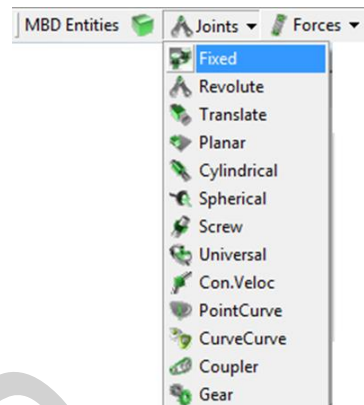 MBD Entities Joints Forces
Fixed
Revolute
Translate
Planar
Cylindrical
Spherical
Screw
Universal
Con.Veloc
PointCurve
CurveCurve
Coupler
Gear